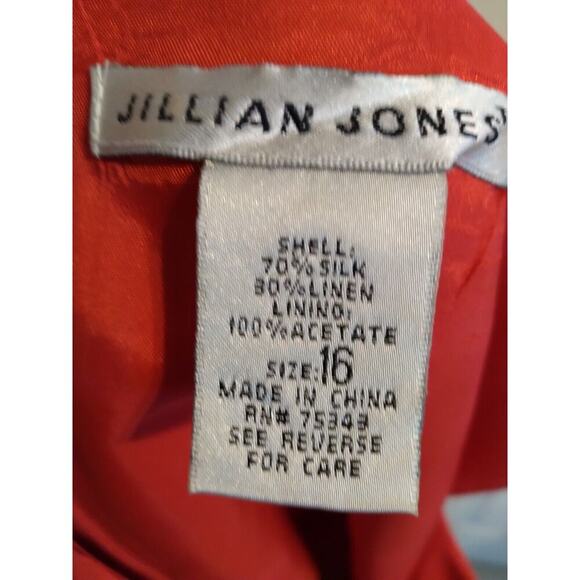 JILLIAN JONES
SHELL:
70% SILK
30% LINEN
LINING:
100% ACETATE
SIZE: 16
MADE IN CHINA
RN# 75343
SEE REVERSE
FOR CARE